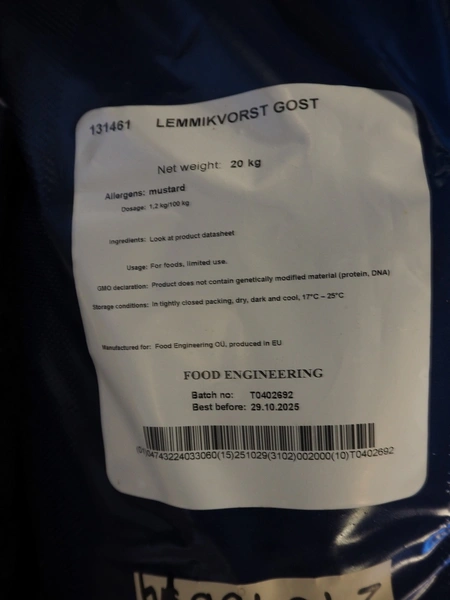 131461 LEMMIKVORST GOST
Net weight: 20 kg
Allergens: mustard
Dosage: 1,2 kg/100 kg
Ingredients: Look at product datasheet
Usage: For foods, limited use.
GMO declaration: Product does not contain genetically modified material (protein, DNA)
Storage conditions: In tightly closed packing, dry, dark and cool, 17°C – 25°C
Manufactured for: Food Engineering OÜ, produced in EU
FOOD ENGINEERING
Batch no: T0402692
Best before: 29.10.2025
(01)04743224033060(15)251029(3102)002000(10)T0402692